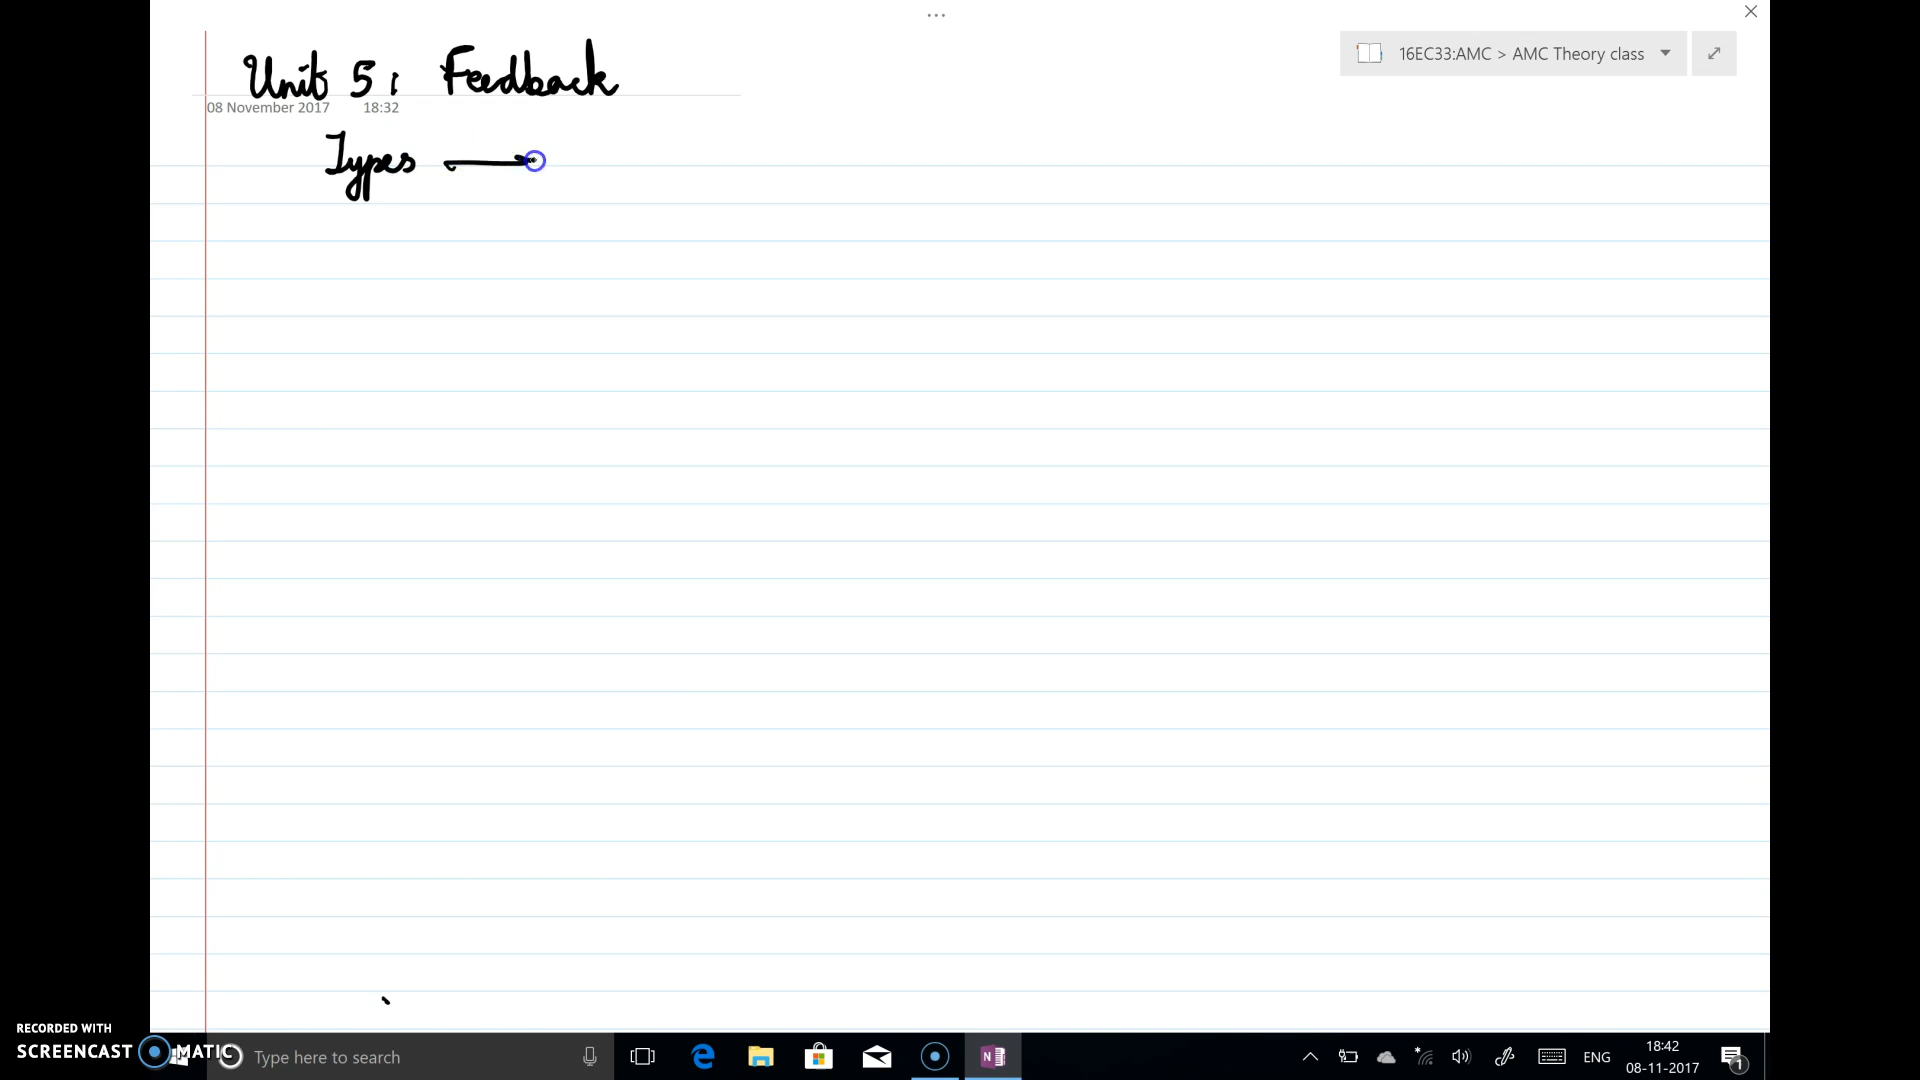 Unit 5: Feedback
16EC33:AMC > AMC Theory class
08 November 2017 18:32
Types
RECORDED WITH
SCREENCAST MATIC
Type here to search
N
ENG
18:42
08-11-2017
1